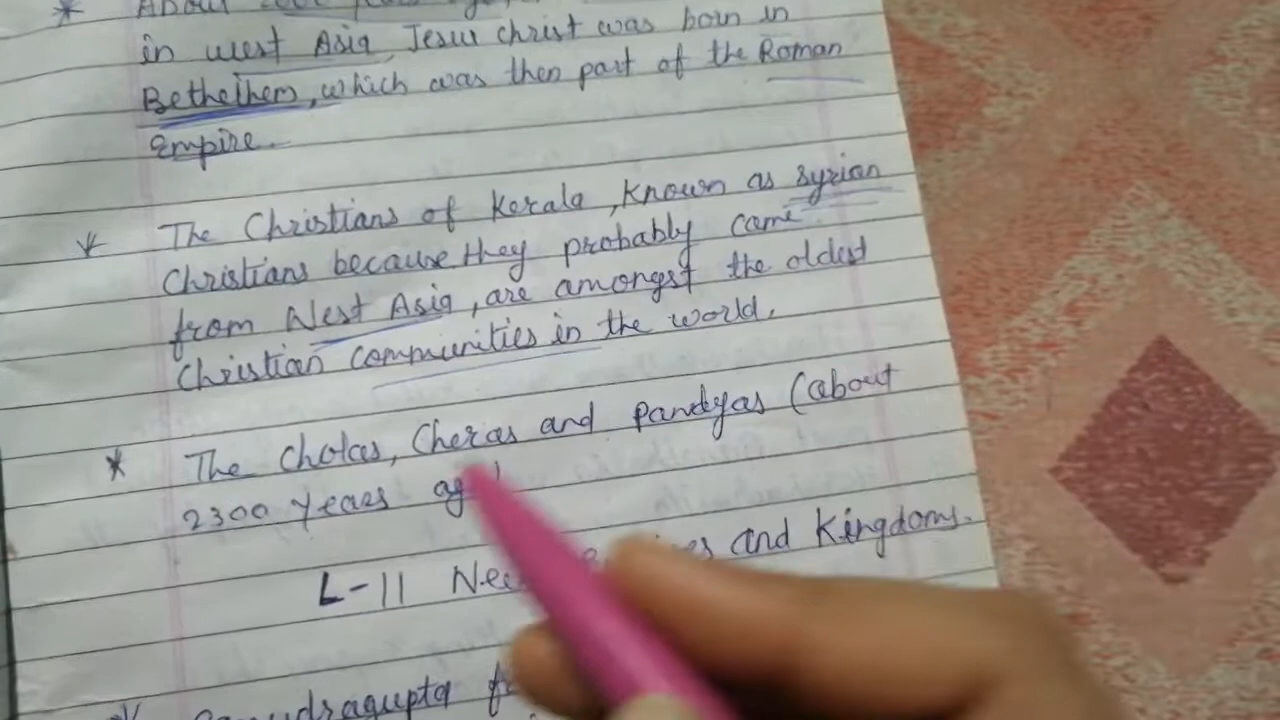 * About
in west Asia, Jesus christ was born in
Bethelhem, which was then part of the Roman
Empire.
* The Christians of Kerala, known as syrian
Christians because they probably came
from West Asia, are amongst the oldest
Christian communities in the world.
* The cholas, Cheras and pandyas (about
2300 years
L-11 and Kingdoms.